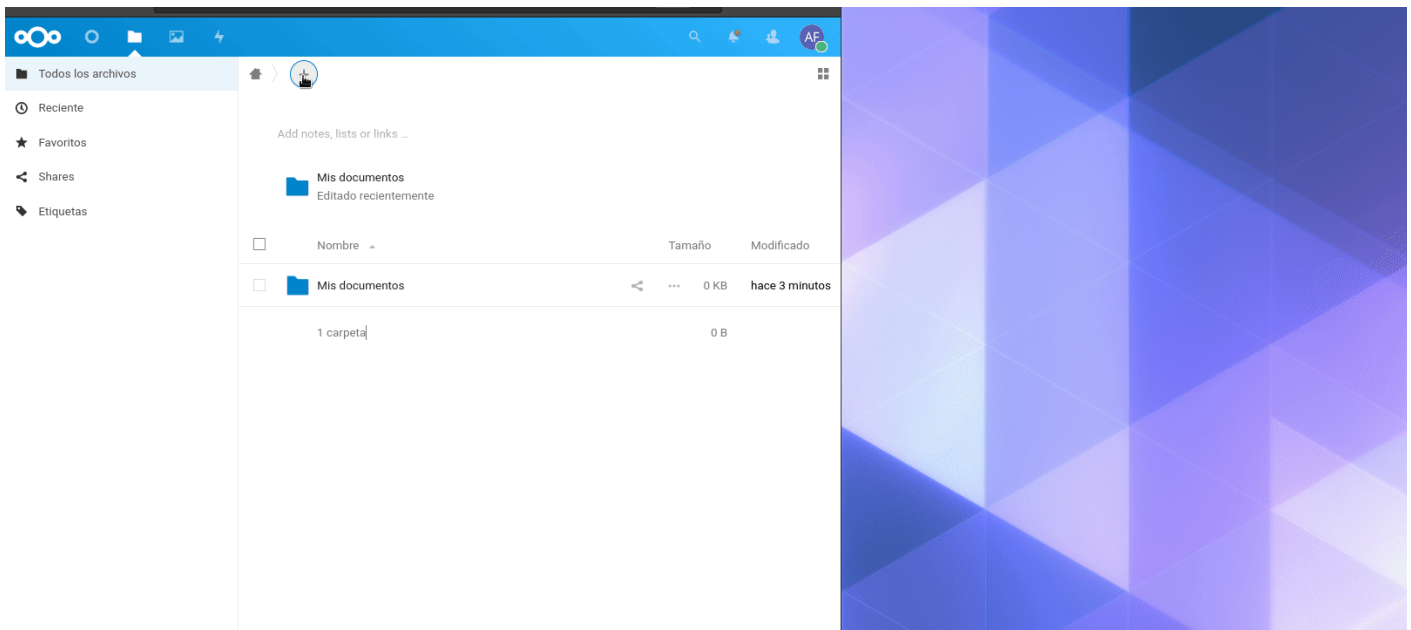 AF
Todos los archivos
Reciente
Favoritos
Shares
Etiquetas
Add notes, lists or links ...
Mis documentos
Editado recientemente
Nombre Tamaño Modificado
Mis documentos ... 0 KB hace 3 minutos
1 carpeta 0 B